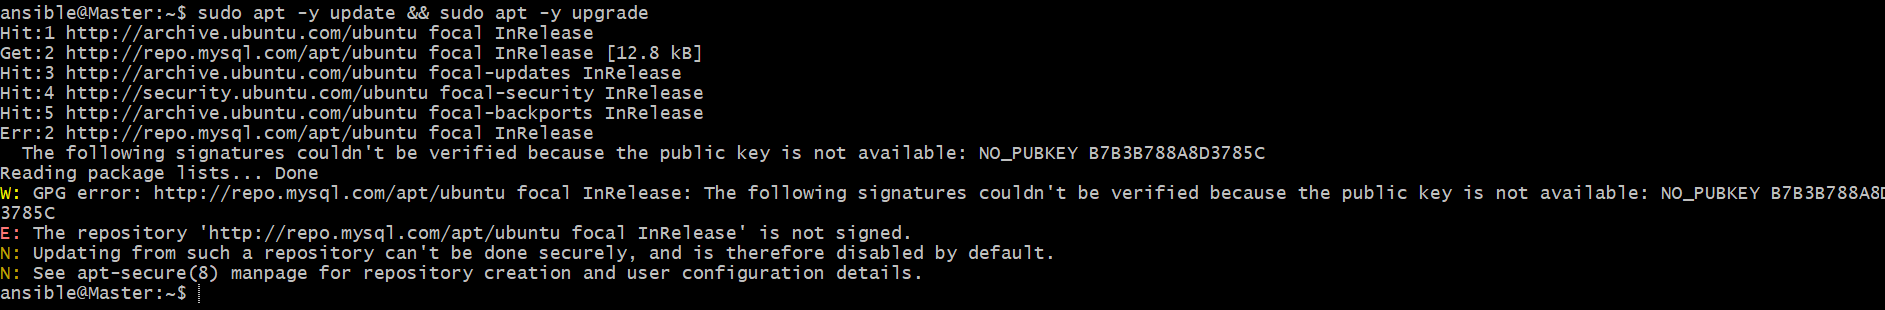 ansible@Master:~$ sudo apt -y update && sudo apt -y upgrade
Hit:1 http://archive.ubuntu.com/ubuntu focal InRelease
Get:2 http://repo.mysql.com/apt/ubuntu focal InRelease [12.8 kB]
Hit:3 http://archive.ubuntu.com/ubuntu focal-updates InRelease
Hit:4 http://security.ubuntu.com/ubuntu focal-security InRelease
Hit:5 http://archive.ubuntu.com/ubuntu focal-backports InRelease
Err:2 http://repo.mysql.com/apt/ubuntu focal InRelease
  The following signatures couldn't be verified because the public key is not available: NO_PUBKEY B7B3B788A8D3785C
Reading package lists... Done
W: GPG error: http://repo.mysql.com/apt/ubuntu focal InRelease: The following signatures couldn't be verified because the public key is not available: NO_PUBKEY B7B3B788A8D
3785C
E: The repository 'http://repo.mysql.com/apt/ubuntu focal InRelease' is not signed.
N: Updating from such a repository can't be done securely, and is therefore disabled by default.
N: See apt-secure(8) manpage for repository creation and user configuration details.
ansible@Master:~$